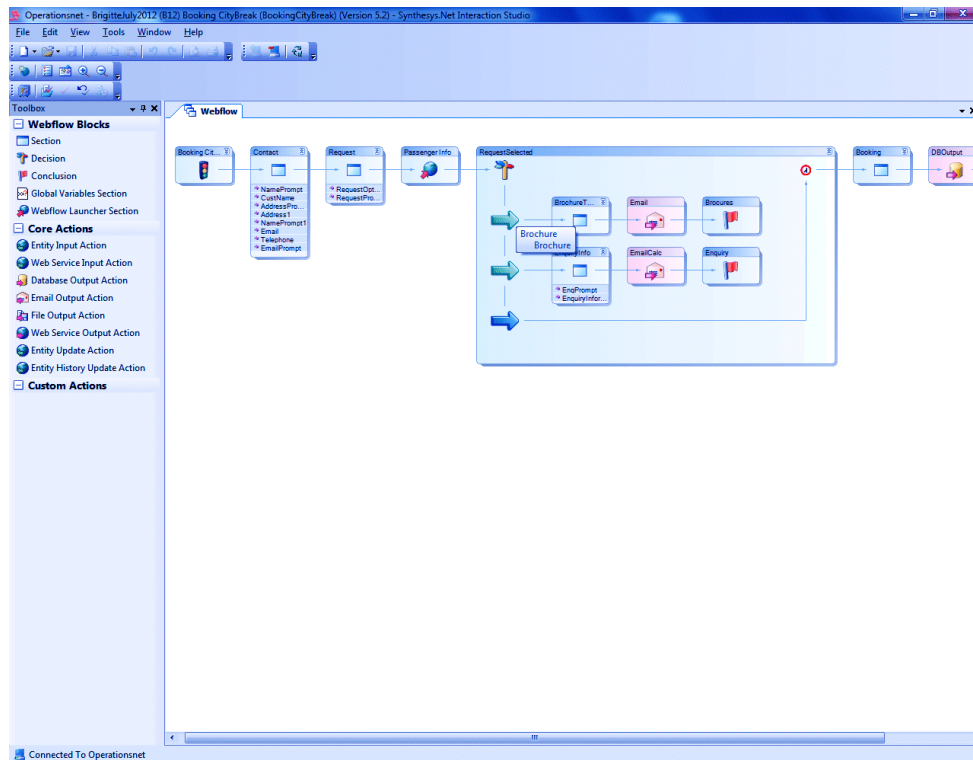 Operationsnet - BrigitteJuly2012 (B12) Booking CityBreak (BookingCityBreak) (Version 5.2) - Synthesys.Net Interaction Studio
File Edit View Tools Window Help
Toolbox
Webflow
Webflow Blocks
Section
Decision
Conclusion
Global Variables Section
Webflow Launcher Section
Core Actions
Entity Input Action
Web Service Input Action
Database Output Action
Email Output Action
File Output Action
Web Service Output Action
Entity Update Action
Entity History Update Action
Custom Actions
Booking Cit...
Contact
NamePrompt
CustName
AddressPro...
Address1
NamePrompt1
Email
Telephone
EmailPrompt
Request
RequestOpt...
RequestPro...
Passenger Info
RequestSelected
BrochureT...
Email
Brocures
Brochure
Brochure
EmailCalc
Enquiry
EnqPrompt
EnquiryInfor...
Booking
DBOutput
Connected To Operationsnet